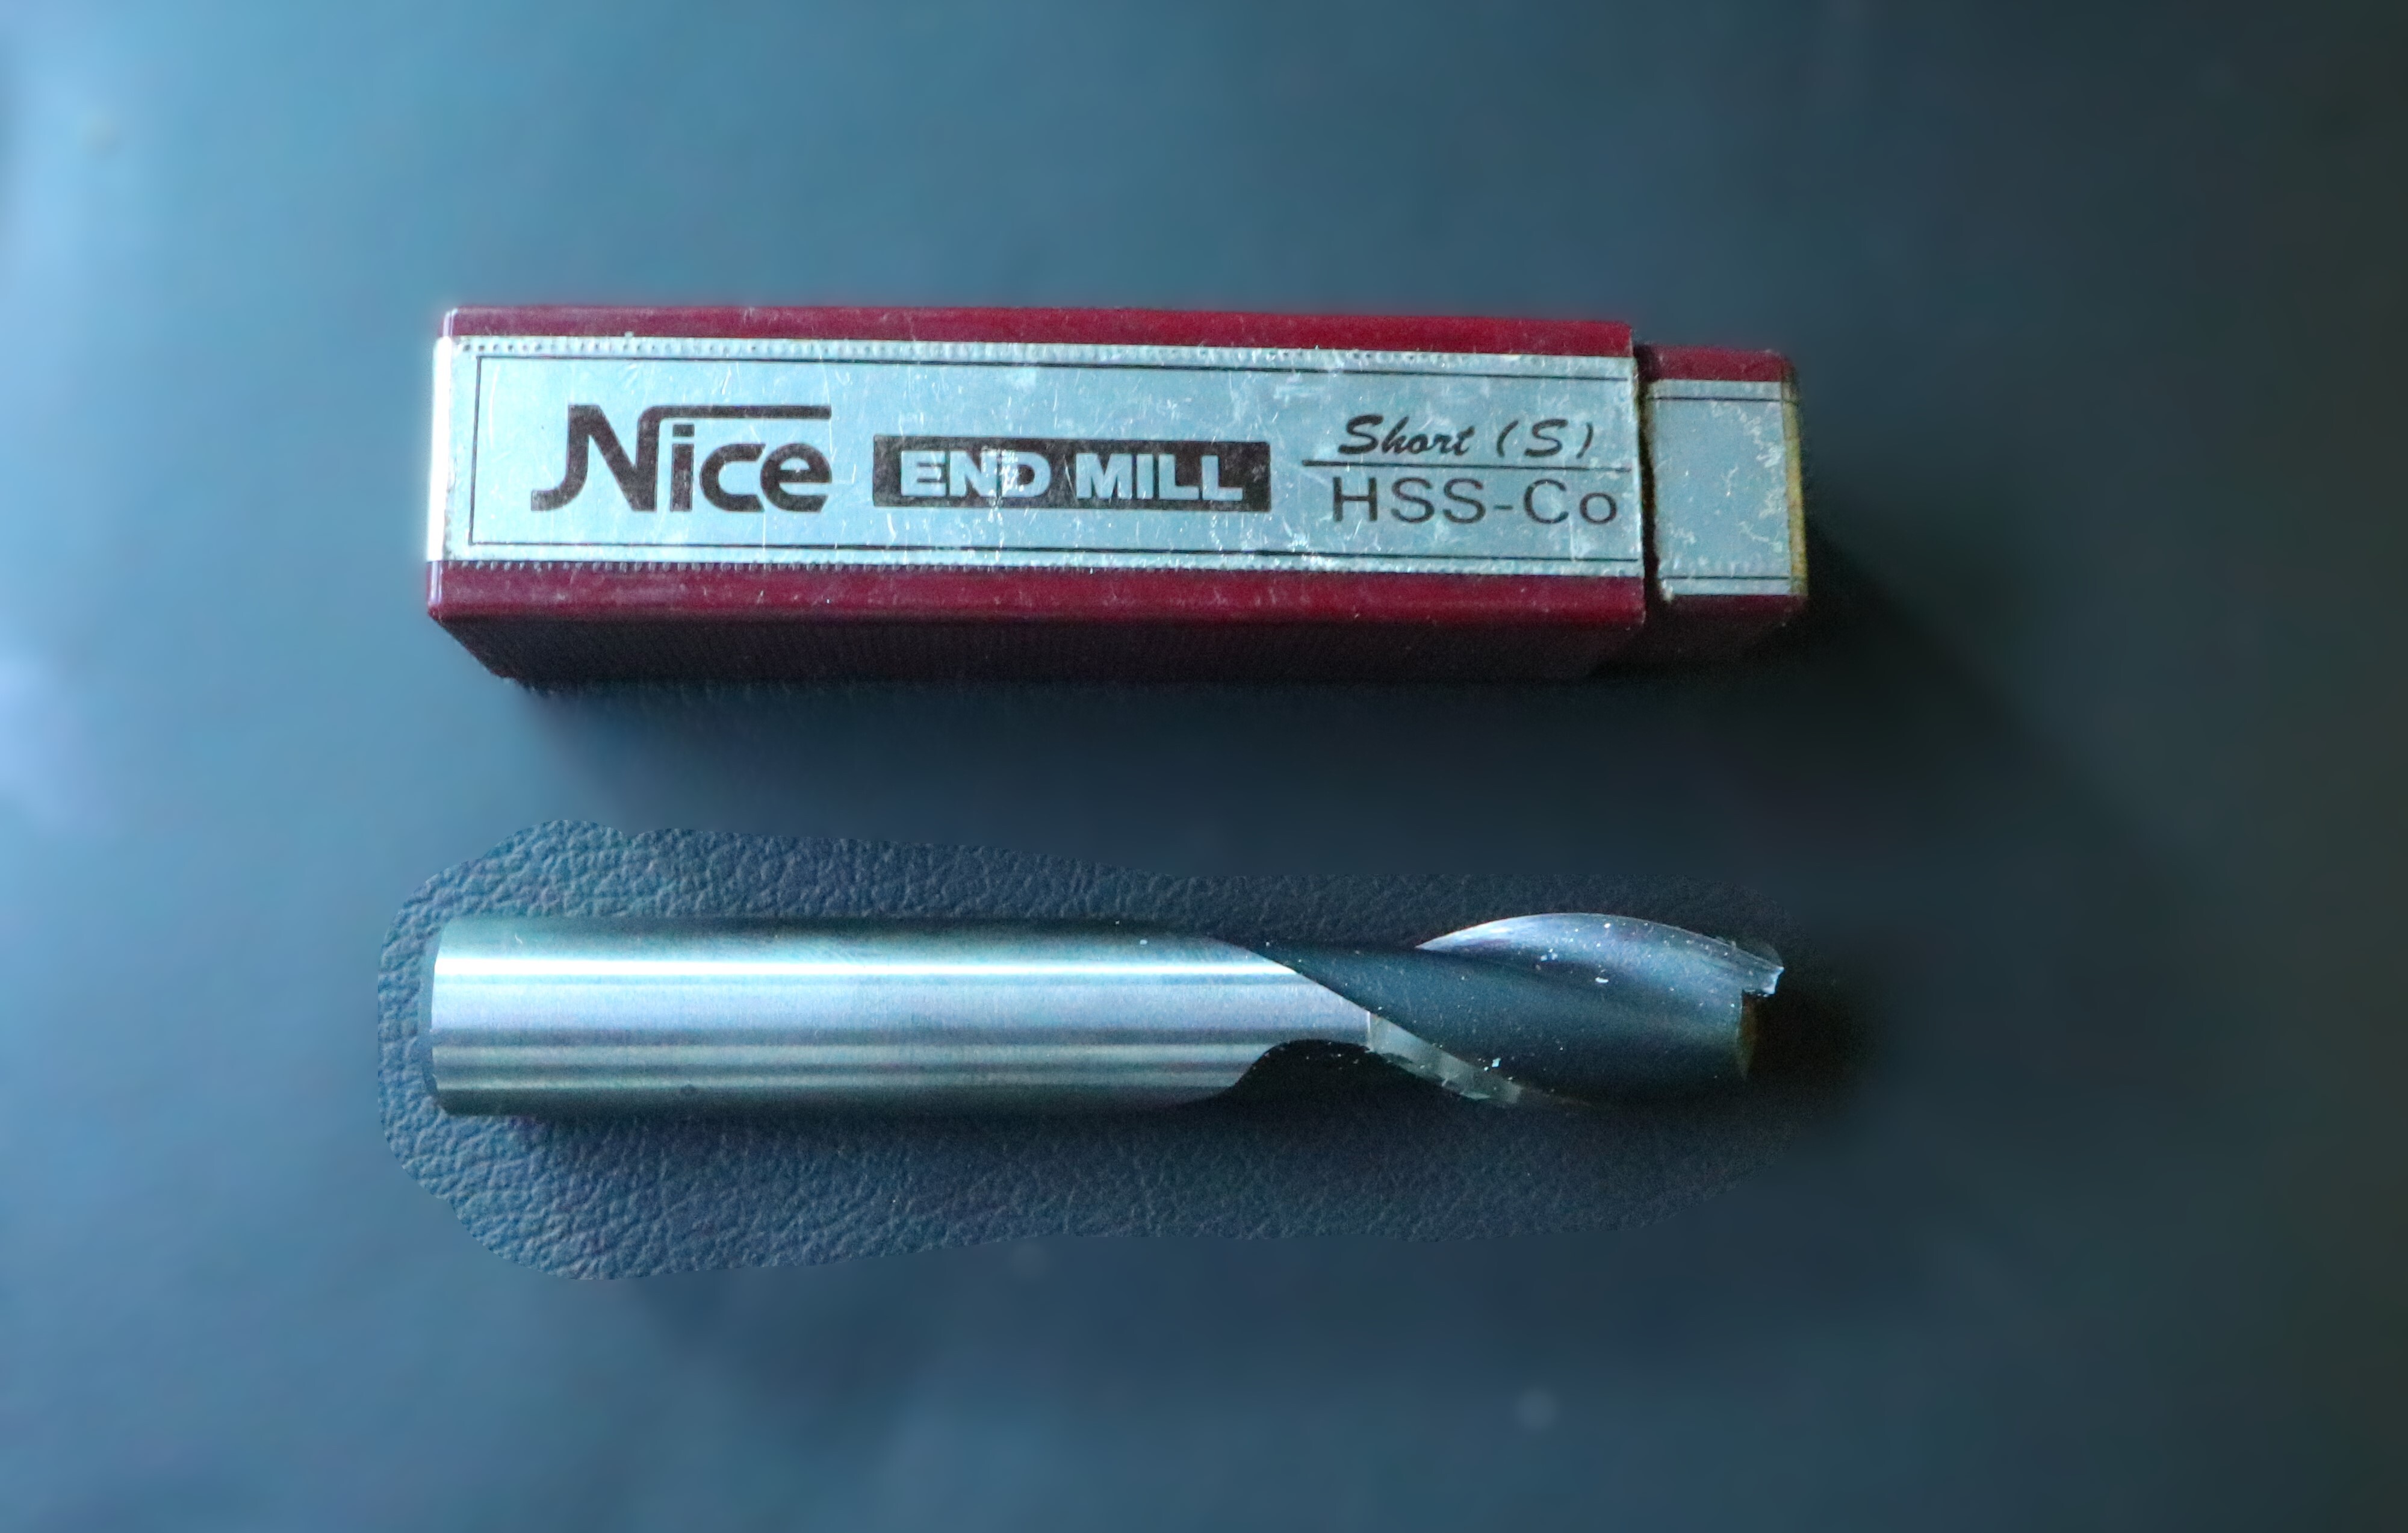 Nice END MILL Short (S)
HSS-Co